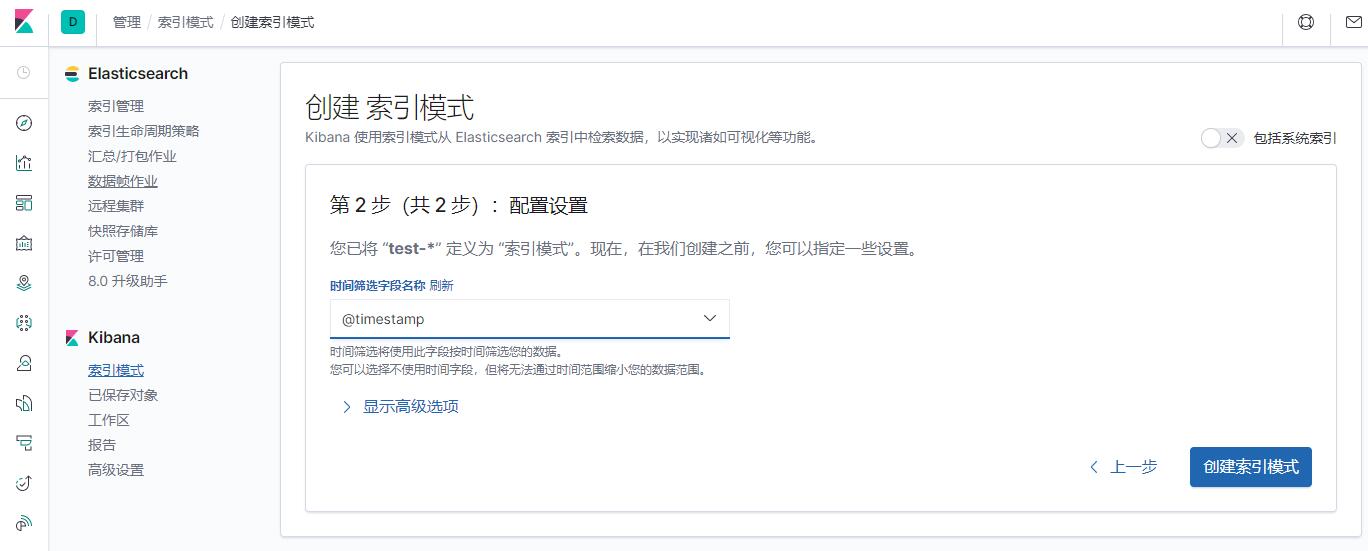 D
管理 / 索引模式 / 创建索引模式
Elasticsearch
索引管理
索引生命周期策略
汇总/打包作业
数据帧作业
远程集群
快照存储库
许可管理
8.0 升级助手
Kibana
索引模式
已保存对象
工作区
报告
高级设置
创建 索引模式
Kibana 使用索引模式从 Elasticsearch 索引中检索数据，以实现诸如可视化等功能。
包括系统索引
第 2 步（共 2 步）：配置设置
您已将 “test-*” 定义为 “索引模式”。现在，在我们创建之前，您可以指定一些设置。
时间筛选字段名称 刷新
@timestamp
时间筛选将使用此字段按时间筛选您的数据。
您可以选择不使用时间字段，但将无法通过时间范围缩小您的数据范围。
显示高级选项
上一步
创建索引模式